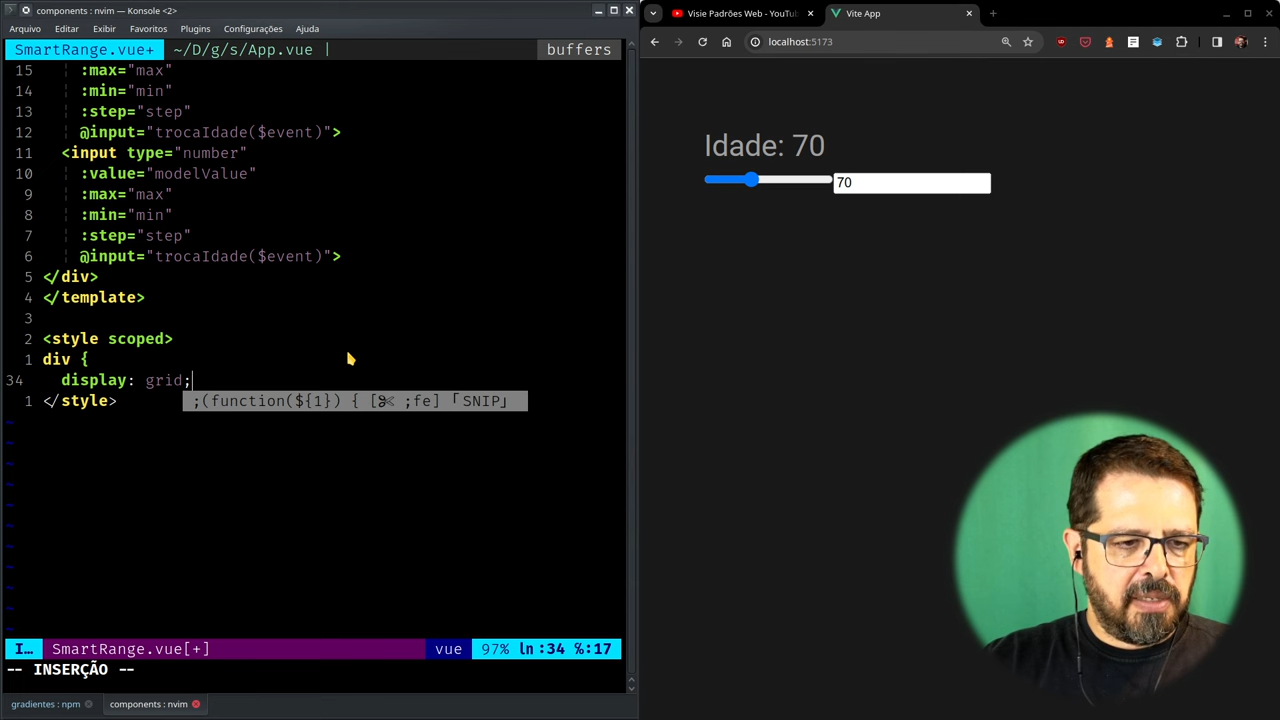 components : nvim — Konsole <2>
Arquivo Editar Exibir Favoritos Plugins Configurações Ajuda
SmartRange.vue+ ~/D/g/s/App.vue | buffers
15 :max="max"
14 :min="min"
13 :step="step"
12 @input="trocaIdade($event)">
11 <input type="number"
10 :value="modelValue"
9 :max="max"
8 :min="min"
7 :step="step"
6 @input="trocaIdade($event)">
5 </div>
4 </template>
3
2 <style scoped>
1 div {
34 display: grid;
1 </style> ;(function(${1}) { [✂ ;fe] 「SNIP」
~
~
~
~
~
~
~
~
~
~
I… SmartRange.vue[+] vue 97% ln:34 %:17
-- INSERÇÃO --
gradientes : npm components : nvim
Visie Padrões Web - YouTu Vite App
localhost:5173
Idade: 70
70